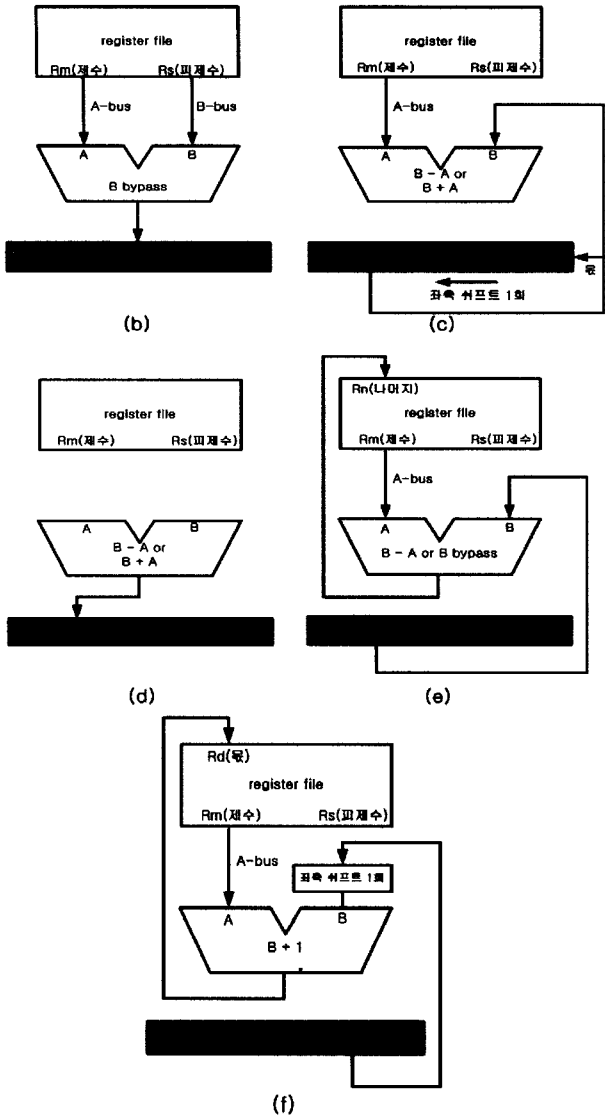 register file
Rm(제수) Rs(피제수)
A-bus
B-bus
A B
B bypass
(b)
register file
Rm(제수) Rs(피제수)
A-bus
A B
B - A or
B + A
몫
좌측 쉬프트 1회
(c)
register file
Rm(제수) Rs(피제수)
A B
B - A or
B + A
(d)
Rn(나머지)
register file
Rm(제수) Rs(피제수)
A-bus
A B
B - A or B bypass
(e)
Rd(몫)
register file
Rm(제수) Rs(피제수)
A-bus
좌측 쉬프트 1회
A B
B + 1
(f)